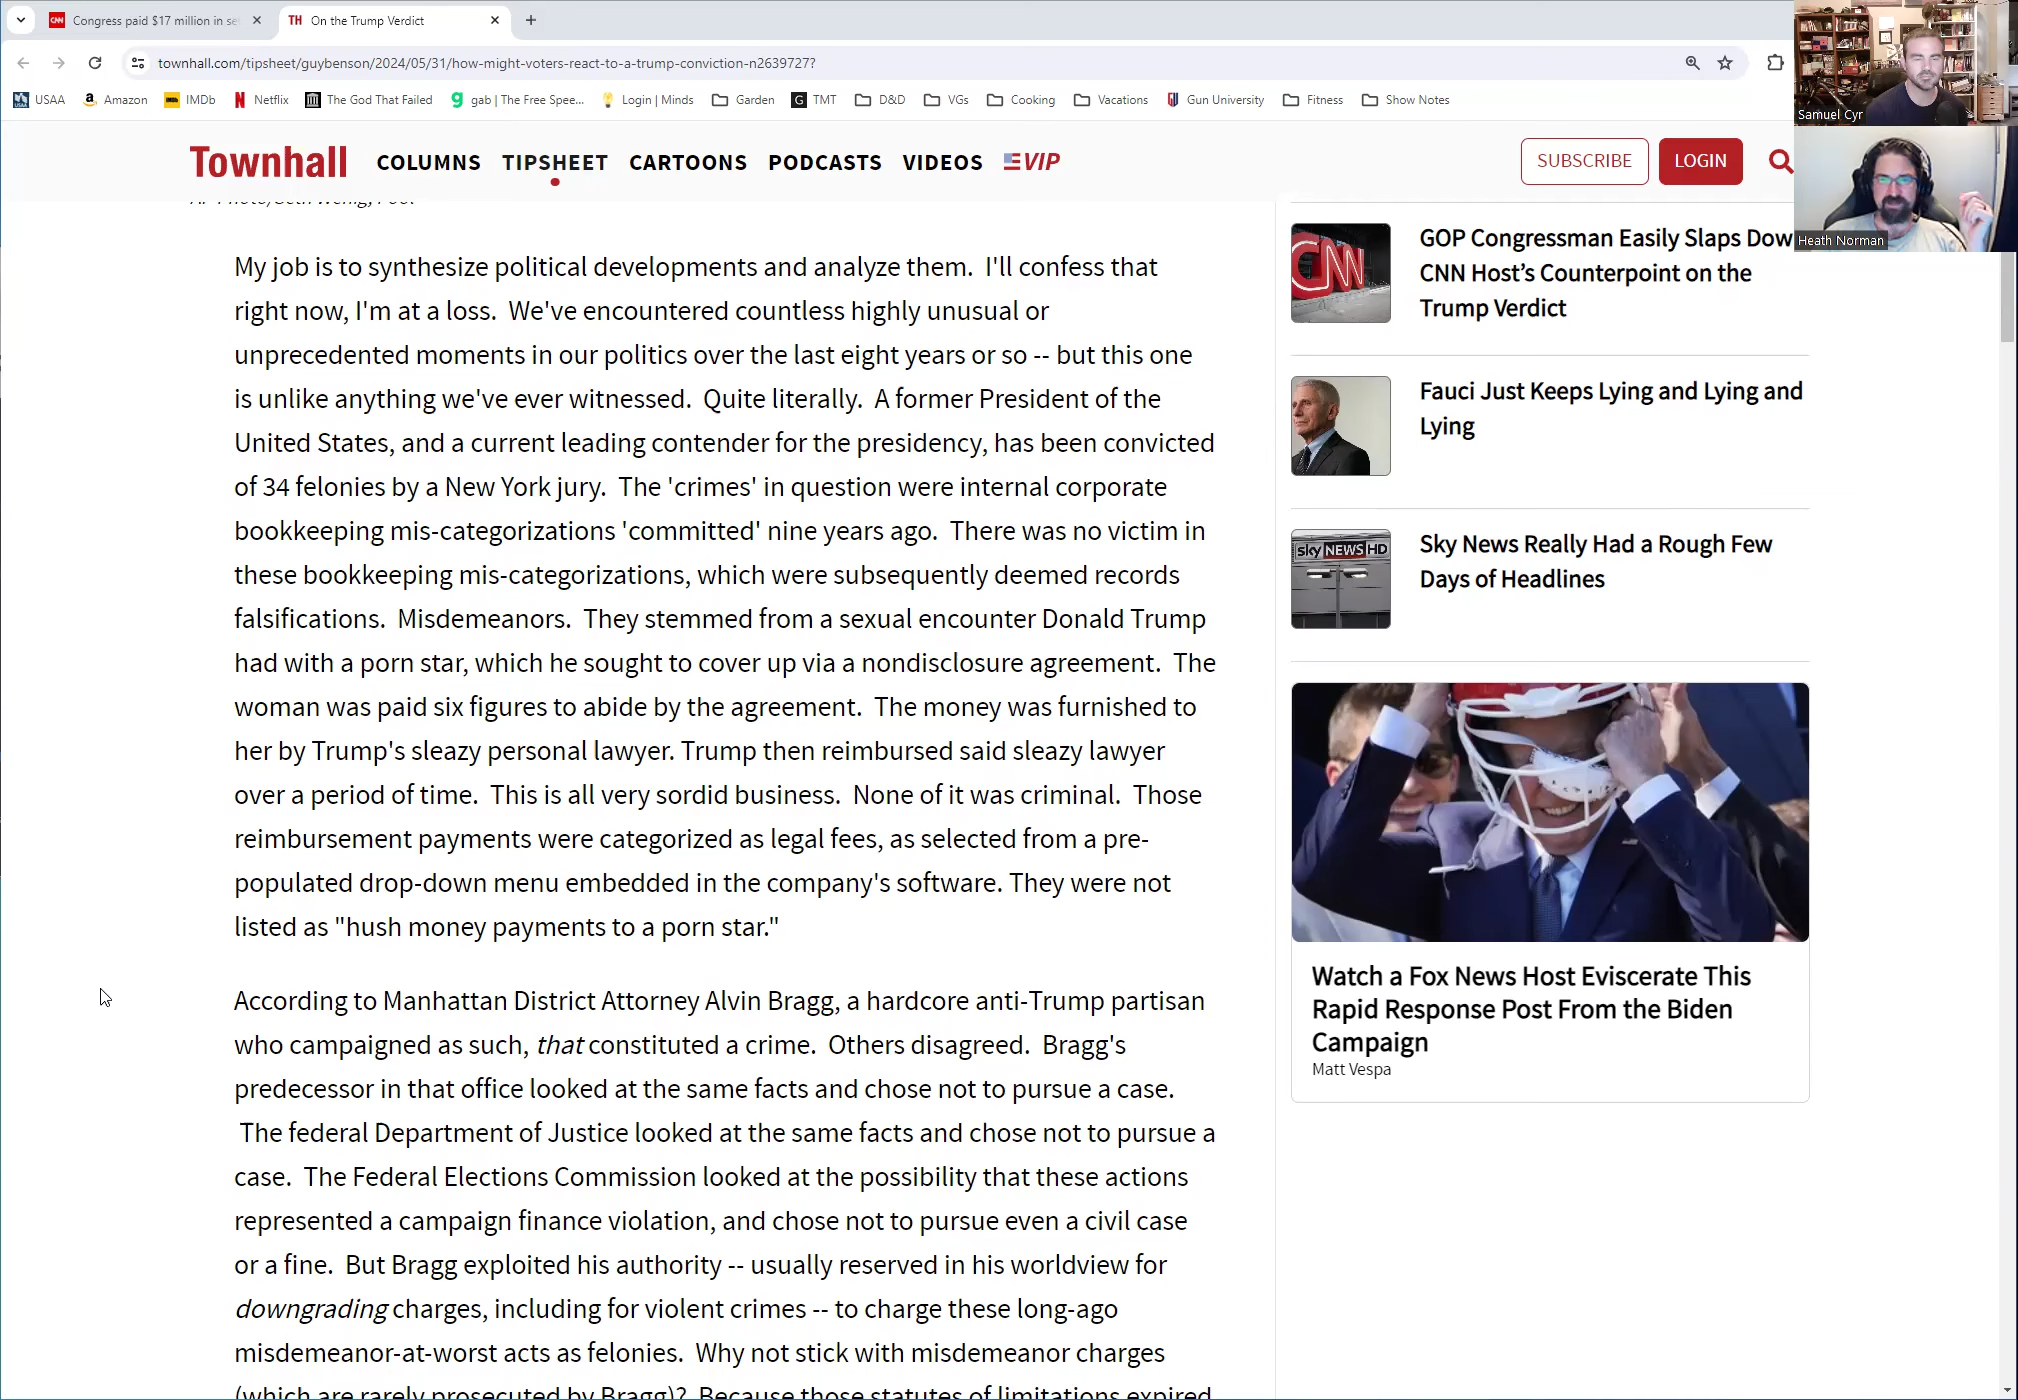 Congress paid $17 million in se
On the Trump Verdict
townhall.com/tipsheet/guybenson/2024/05/31/how-might-voters-react-to-a-trump-conviction-n2639727?
USAA Amazon IMDb Netflix The God That Failed gab | The Free Spee... Login | Minds Garden TMT D&D VGs Cooking Vacations Gun University Fitness Show Notes
Samuel Cyr
Heath Norman
Townhall COLUMNS TIPSHEET CARTOONS PODCASTS VIDEOS VIP SUBSCRIBE LOGIN
My job is to synthesize political developments and analyze them. I'll confess that
right now, I'm at a loss. We've encountered countless highly unusual or
unprecedented moments in our politics over the last eight years or so -- but this one
is unlike anything we've ever witnessed. Quite literally. A former President of the
United States, and a current leading contender for the presidency, has been convicted
of 34 felonies by a New York jury. The 'crimes' in question were internal corporate
bookkeeping mis-categorizations 'committed' nine years ago. There was no victim in
these bookkeeping mis-categorizations, which were subsequently deemed records
falsifications. Misdemeanors. They stemmed from a sexual encounter Donald Trump
had with a porn star, which he sought to cover up via a nondisclosure agreement. The
woman was paid six figures to abide by the agreement. The money was furnished to
her by Trump's sleazy personal lawyer. Trump then reimbursed said sleazy lawyer
over a period of time. This is all very sordid business. None of it was criminal. Those
reimbursement payments were categorized as legal fees, as selected from a pre-
populated drop-down menu embedded in the company's software. They were not
listed as "hush money payments to a porn star."
According to Manhattan District Attorney Alvin Bragg, a hardcore anti-Trump partisan
who campaigned as such, that constituted a crime. Others disagreed. Bragg's
predecessor in that office looked at the same facts and chose not to pursue a case.
The federal Department of Justice looked at the same facts and chose not to pursue a
case. The Federal Elections Commission looked at the possibility that these actions
represented a campaign finance violation, and chose not to pursue even a civil case
or a fine. But Bragg exploited his authority -- usually reserved in his worldview for
downgrading charges, including for violent crimes -- to charge these long-ago
misdemeanor-at-worst acts as felonies. Why not stick with misdemeanor charges
(which are rarely prosecuted by Bragg)? Because those statutes of limitations expired
CNN
GOP Congressman Easily Slaps Dow
CNN Host's Counterpoint on the
Trump Verdict
Fauci Just Keeps Lying and Lying and
Lying
sky NEWS HD
Sky News Really Had a Rough Few
Days of Headlines
Watch a Fox News Host Eviscerate This
Rapid Response Post From the Biden
Campaign
Matt Vespa